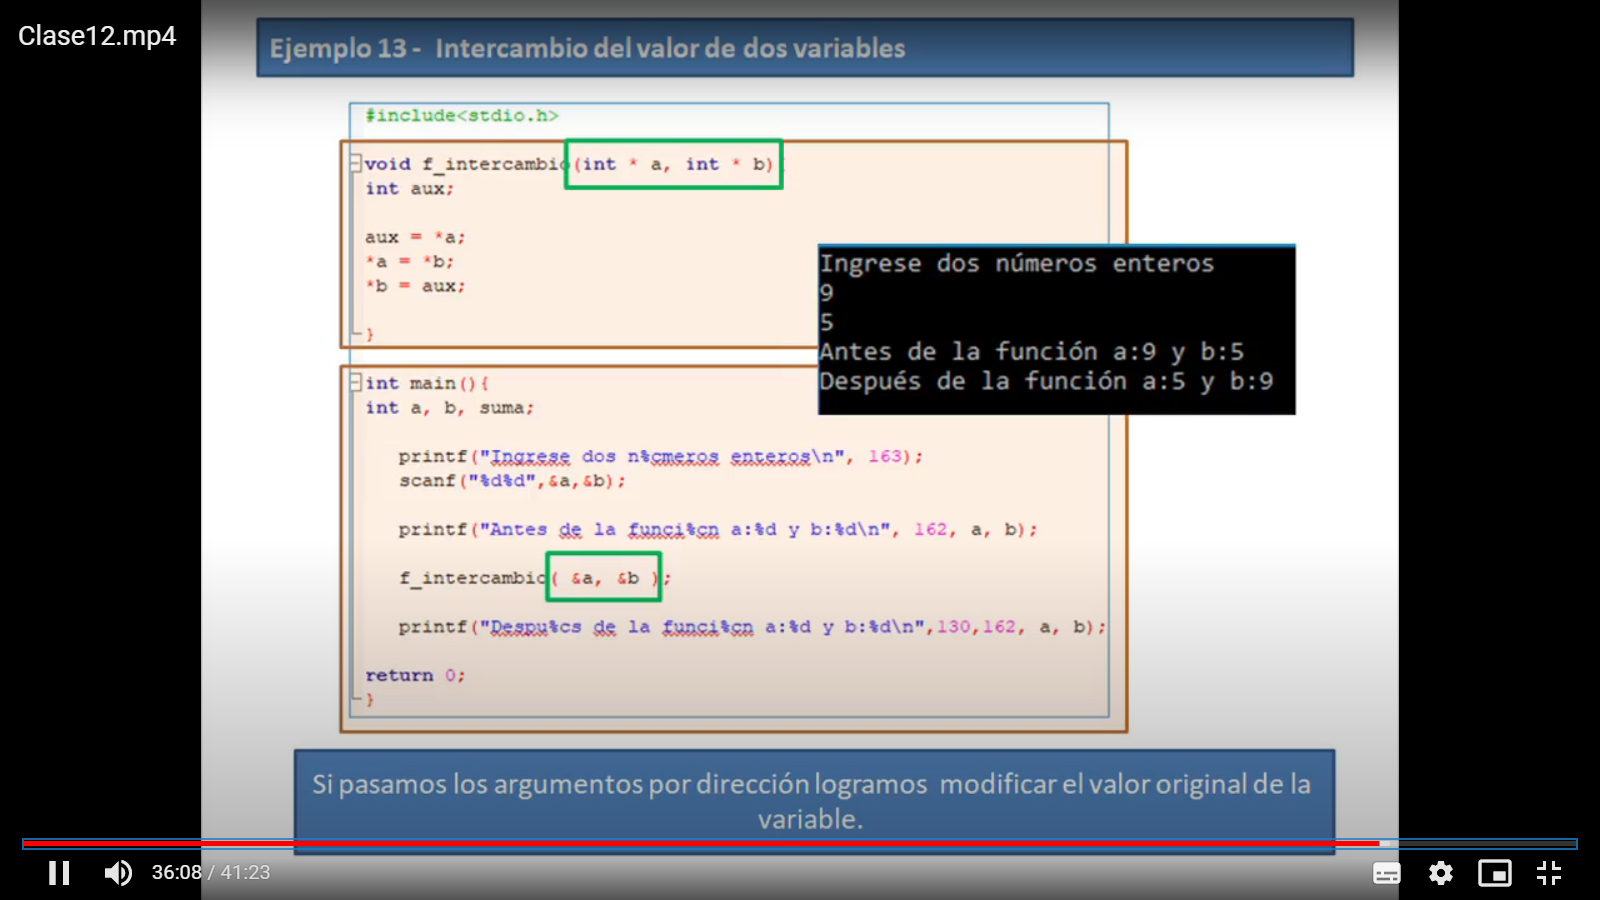 Clase12.mp4
Ejemplo 13 - Intercambio del valor de dos variables
#include<stdio.h>
void f_intercambio(int * a, int * b){
int aux;
aux = *a;
*a = *b;
*b = aux;
}
Ingrese dos números enteros
9
5
Antes de la función a:9 y b:5
Después de la función a:5 y b:9
int main(){
int a, b, suma;
printf("Ingrese dos n%cmeros enteros\n", 163);
scanf("%d%d",&a,&b);
printf("Antes de la funci%cn a:%d y b:%d\n", 162, a, b);
f_intercambio( &a, &b );
printf("Despu%cs de la funci%cn a:%d y b:%d\n",130,162, a, b);
return 0;
}
Si pasamos los argumentos por dirección logramos modificar el valor original de la
variable.
36:08 / 41:23